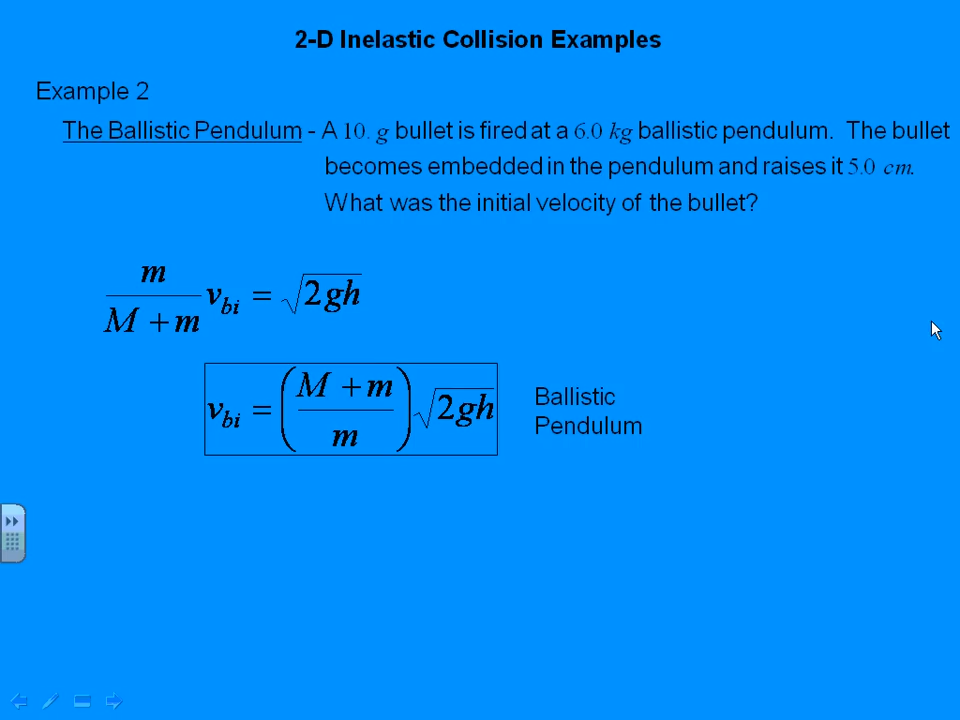 2-D Inelastic Collision Examples
Example 2
The Ballistic Pendulum - A 10. g bullet is fired at a 6.0 kg ballistic pendulum. The bullet
becomes embedded in the pendulum and raises it 5.0 cm.
What was the initial velocity of the bullet?
m/(M + m) v_bi = √(2gh)
v_bi = ((M + m)/m) √(2gh)
Ballistic
Pendulum